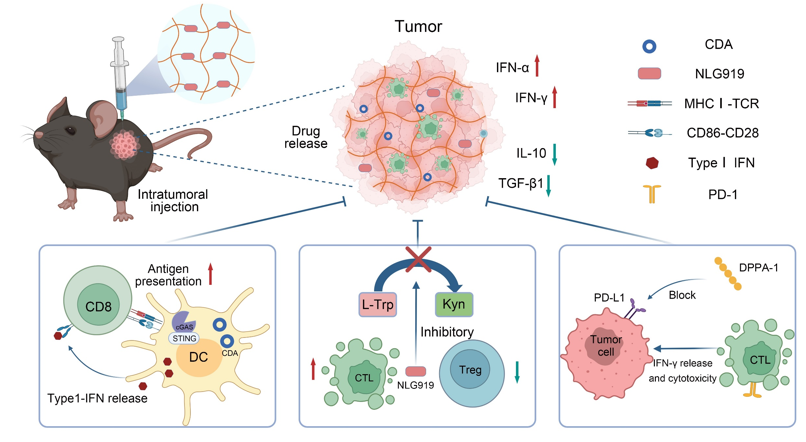 Tumor
IFN-α
IFN-γ
IL-10
TGF-β1
Drug
release
Intratumoral
injection
CDA
NLG919
MHC Ⅰ-TCR
CD86-CD28
Type Ⅰ IFN
PD-1
Antigen
presentation
CD8
cGAS
STING
CDA
DC
Type1-IFN release
L-Trp
Kyn
Inhibitory
CTL
NLG919
Treg
DPPA-1
PD-L1
Block
Tumor
cell
IFN-γ release
and cytotoxicity
CTL